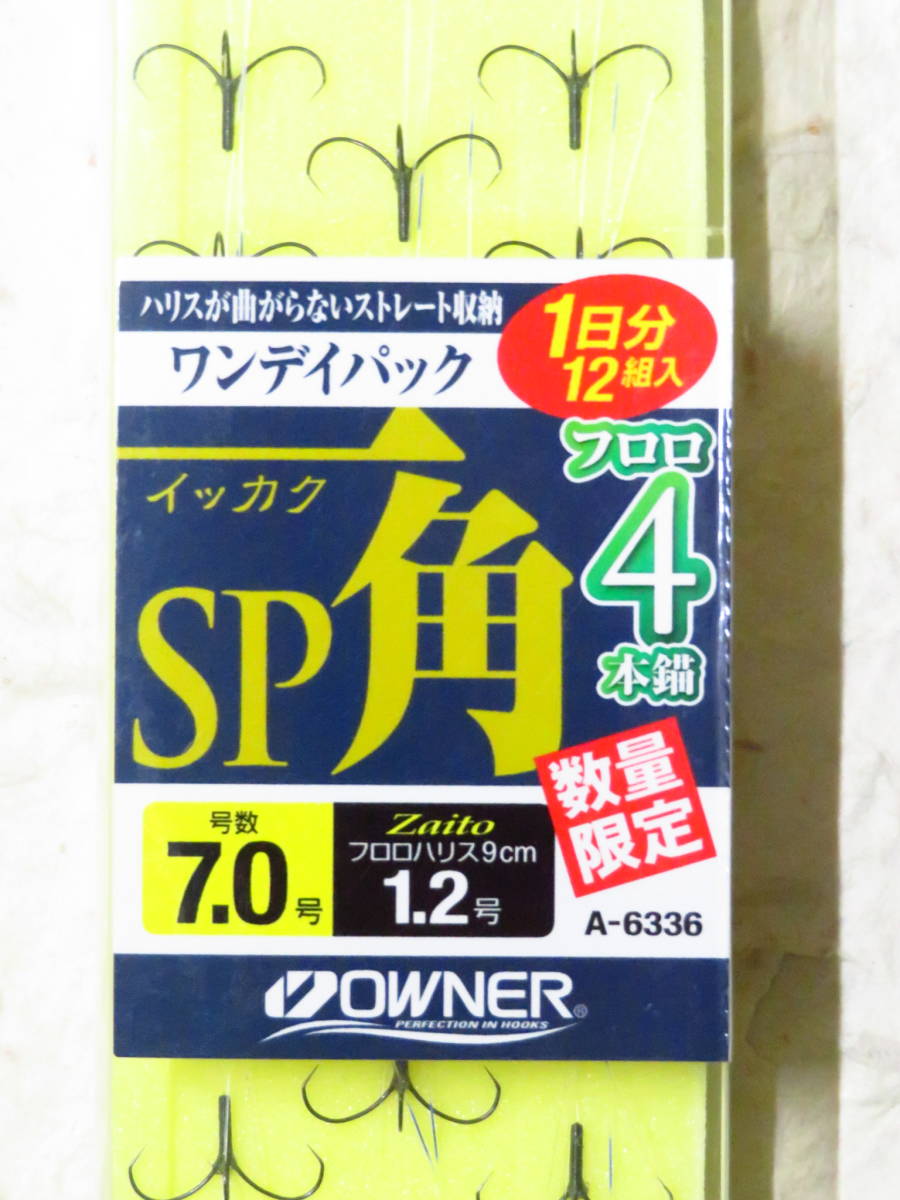 ハリスが曲がらないストレート収納
ワンデイパック
1日分
12組入
一角
イッカク
SP
フロロ
4
本錨
数量
限定
号数
7.0号
Zaito
フロロハリス9cm
1.2号
A-6336
OWNER®
PERFECTION IN HOOKS